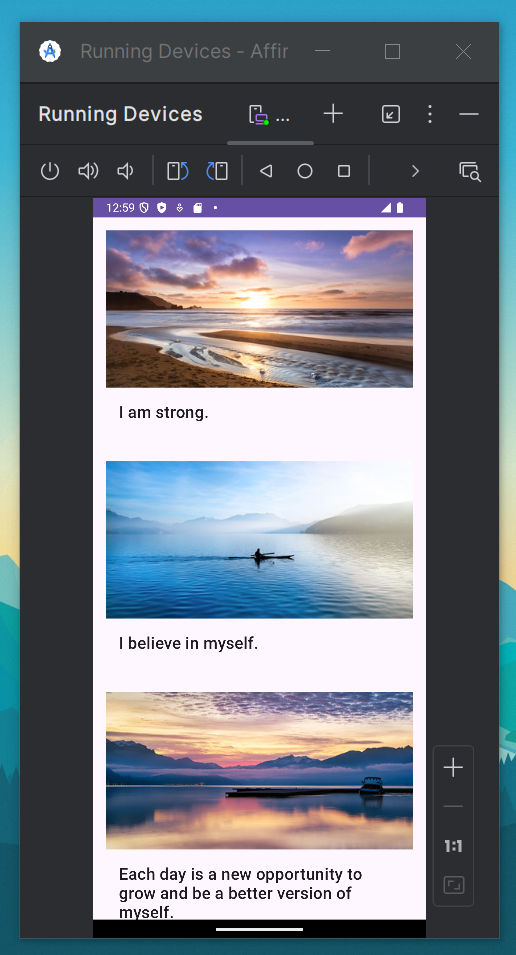 Running Devices - Affir
Running Devices
...
12:59
I am strong.
I believe in myself.
Each day is a new opportunity to
grow and be a better version of
myself.
1:1